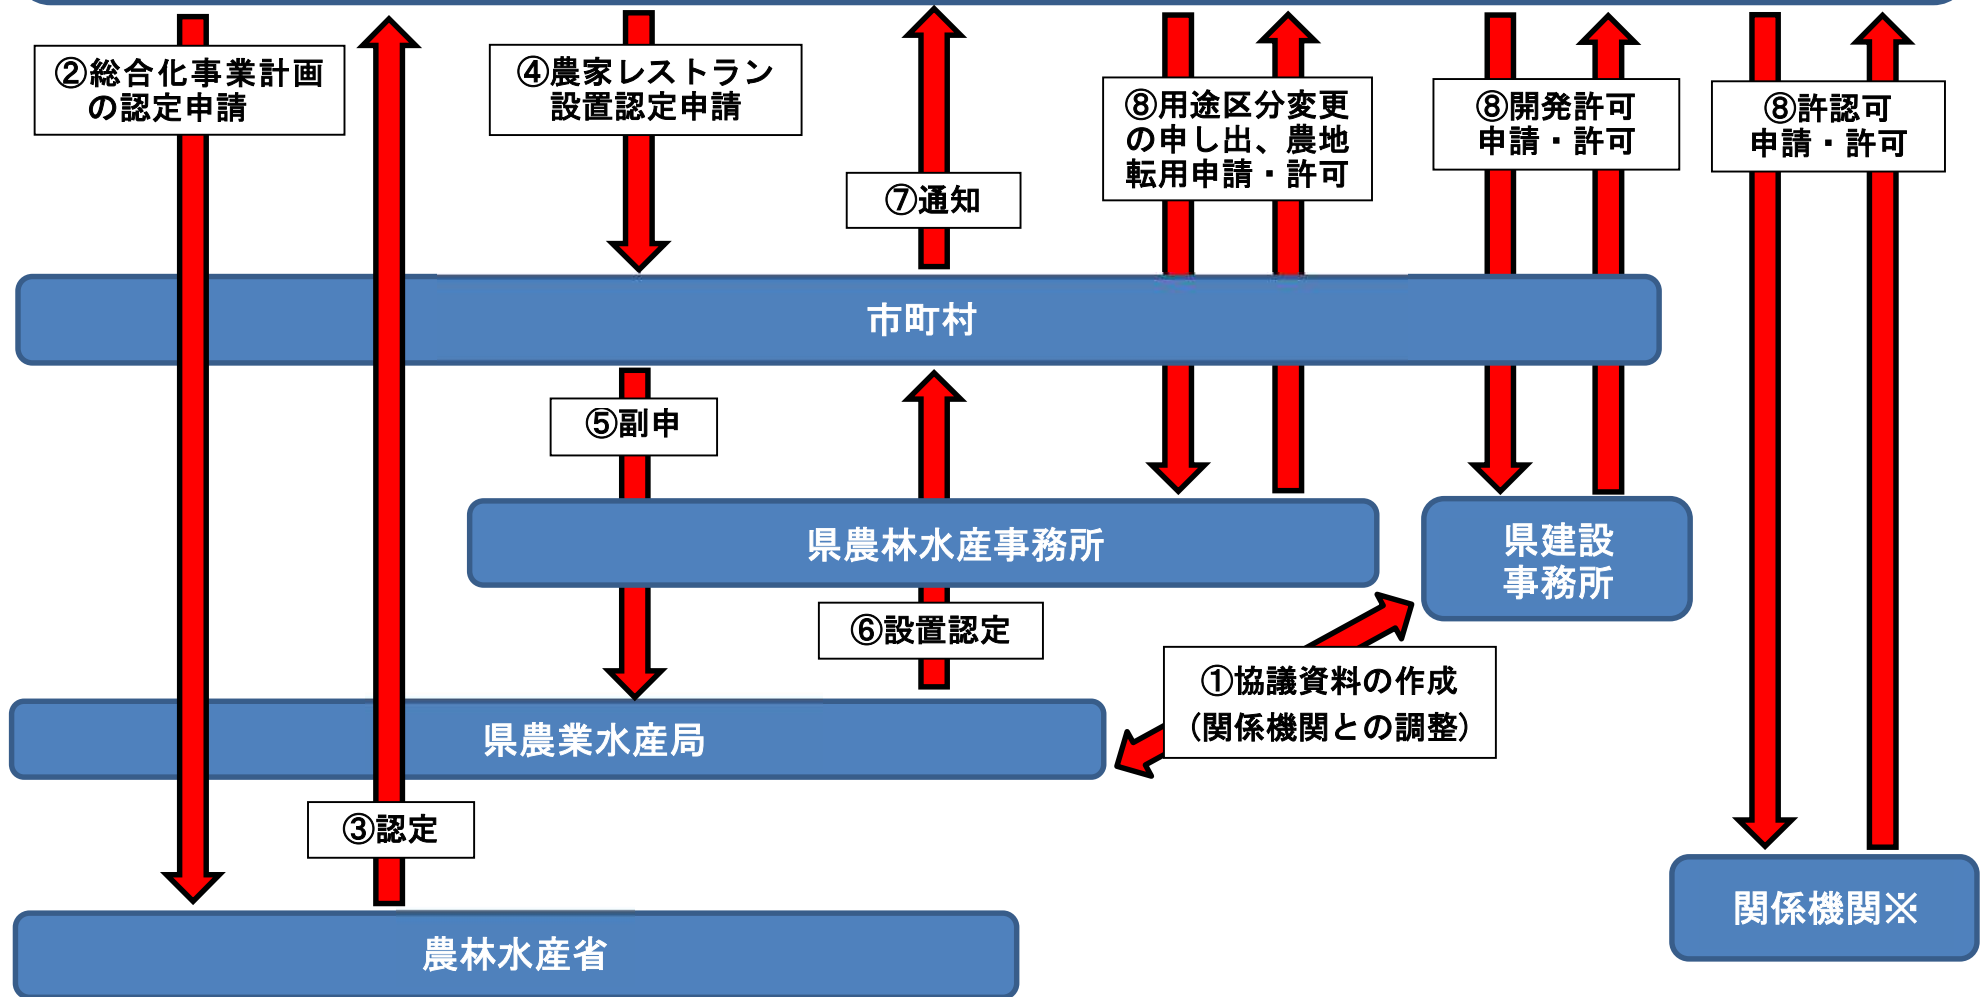 ②総合化事業計画
の認定申請
④農家レストラン
設置認定申請
⑦通知
⑧用途区分変更
の申し出、農地
転用申請・許可
⑧開発許可
申請・許可
⑧許認可
申請・許可
市町村
⑤副申
県農林水産事務所
県建設
事務所
⑥設置認定
①協議資料の作成
（関係機関との調整）
県農業水産局
③認定
関係機関※
農林水産省